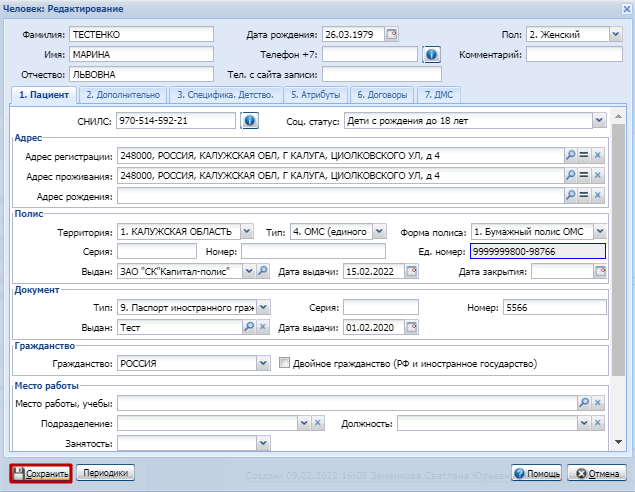 Человек: Редактирование
Фамилия: ТЕСТЕНКО Дата рождения: 26.03.1979 Пол: 2. Женский
Имя: МАРИНА Телефон +7: Комментарий:
Отчество: ЛЬВОВНА Тел. с сайта записи:
1. Пациент 2. Дополнительно 3. Специфика. Детство. 5. Атрибуты 6. Договоры 7. ДМС
СНИЛС: 970-514-592-21 Соц. статус: Дети с рождения до 18 лет
Адрес
Адрес регистрации: 248000, РОССИЯ, КАЛУЖСКАЯ ОБЛ, Г КАЛУГА, ЦИОЛКОВСКОГО УЛ, д 4
Адрес проживания: 248000, РОССИЯ, КАЛУЖСКАЯ ОБЛ, Г КАЛУГА, ЦИОЛКОВСКОГО УЛ, д 4
Адрес рождения:
Полис
Территория: 1. КАЛУЖСКАЯ ОБЛАСТЬ Тип: 4. ОМС (единого Форма полиса: 1. Бумажный полис ОМС
Серия: Номер: Ед. номер: 9999999800-98766
Выдан: ЗАО "СК"Капитал-полис" Дата выдачи: 15.02.2022 Дата закрытия:
Документ
Тип: 9. Паспорт иностранного граж Серия: Номер: 5566
Выдан: Тест Дата выдачи: 01.02.2020
Гражданство
Гражданство: РОССИЯ Двойное гражданство (РФ и иностранное государство)
Место работы
Место работы, учебы:
Подразделение: Должность:
Занятость:
Сохранить Периодики Создан: 09.02.2022 16:08 Земенкова Светлана Юрьевн Помощь Отмена